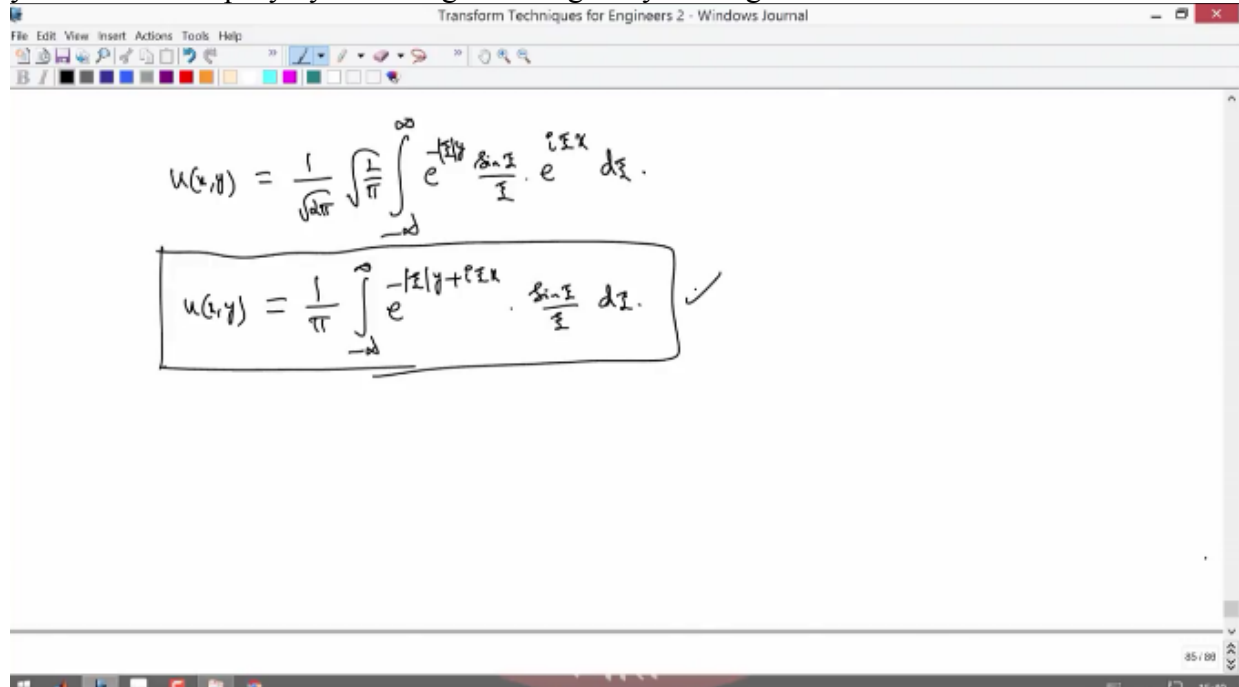 Transform Techniques for Engineers 2 - Windows Journal
File Edit View Insert Actions Tools Help
B I
u(x,y) = 1/√2π √2/π ∫_{-∞}^{∞} e^{-|ξ|y} sin ξ/ξ . e^{iξx} dξ.
u(x,y) = 1/π ∫_{-∞}^{∞} e^{-|ξ|y+iξx} . sin ξ/ξ dξ. ✓
85 / 88